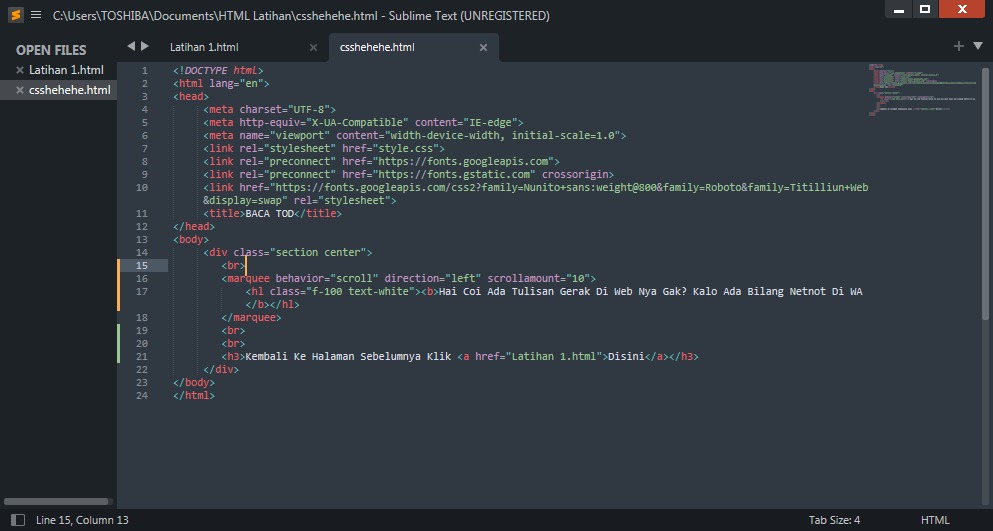 C:\Users\TOSHIBA\Documents\HTML Latihan\csshehehe.html - Sublime Text (UNREGISTERED)
OPEN FILES
Latihan 1.html
csshehehe.html
Latihan 1.html
csshehehe.html
1 <!DOCTYPE html>
2 <html lang="en">
3 <head>
4 <meta charset="UTF-8">
5 <meta http-equiv="X-UA-Compatible" content="IE-edge">
6 <meta name="viewport" content="width-device-width, initial-scale=1.0">
7 <link rel="stylesheet" href="style.css">
8 <link rel="preconnect" href="https://fonts.googleapis.com">
9 <link rel="preconnect" href="https://fonts.gstatic.com" crossorigin>
10 <link href="https://fonts.googleapis.com/css2?family=Nunito+sans:weight@800&family=Roboto&family=Titilliun+Web
&display=swap" rel="stylesheet">
11 <title>BACA TOD</title>
12 </head>
13 <body>
14 <div class="section center">
15 <br>
16 <marquee behavior="scroll" direction="left" scrollamount="10">
17 <hl class="f-100 text-white"><b>Hai Coi Ada Tulisan Gerak Di Web Nya Gak? Kalo Ada Bilang Netnot Di WA
</b></hl>
18 </marquee>
19 <br>
20 <br>
21 <h3>Kembali Ke Halaman Sebelumnya Klik <a href="Latihan 1.html">Disini</a></h3>
22 </div>
23 </body>
24 </html>
Line 15, Column 13
Tab Size: 4
HTML